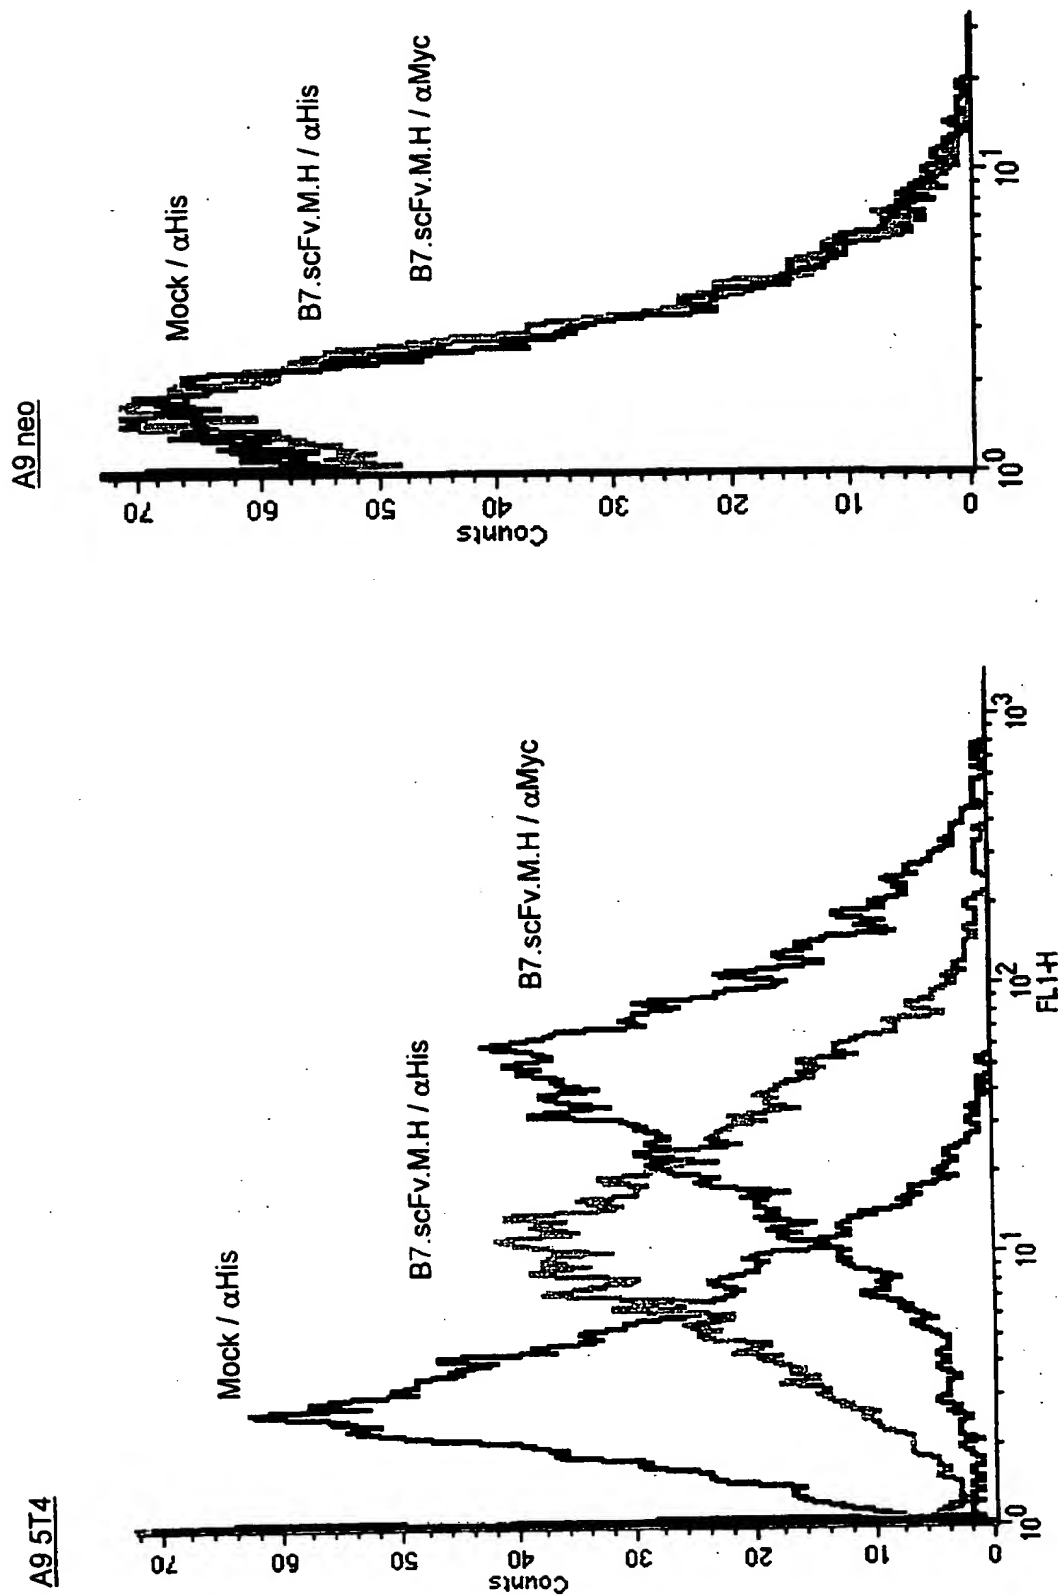 A9 5T4
Mock / αHis
B7.scFv.M.H / αHis
B7.scFv.M.H / αMyc
Counts
70
60
50
40
30
20
10
0
10⁰
10¹
10²
10³
FL1-H
A9 neo
Mock / αHis
B7.scFv.M.H / αHis
B7.scFv.M.H / αMyc
Counts
70
60
50
40
30
20
10
0
10⁰
10¹